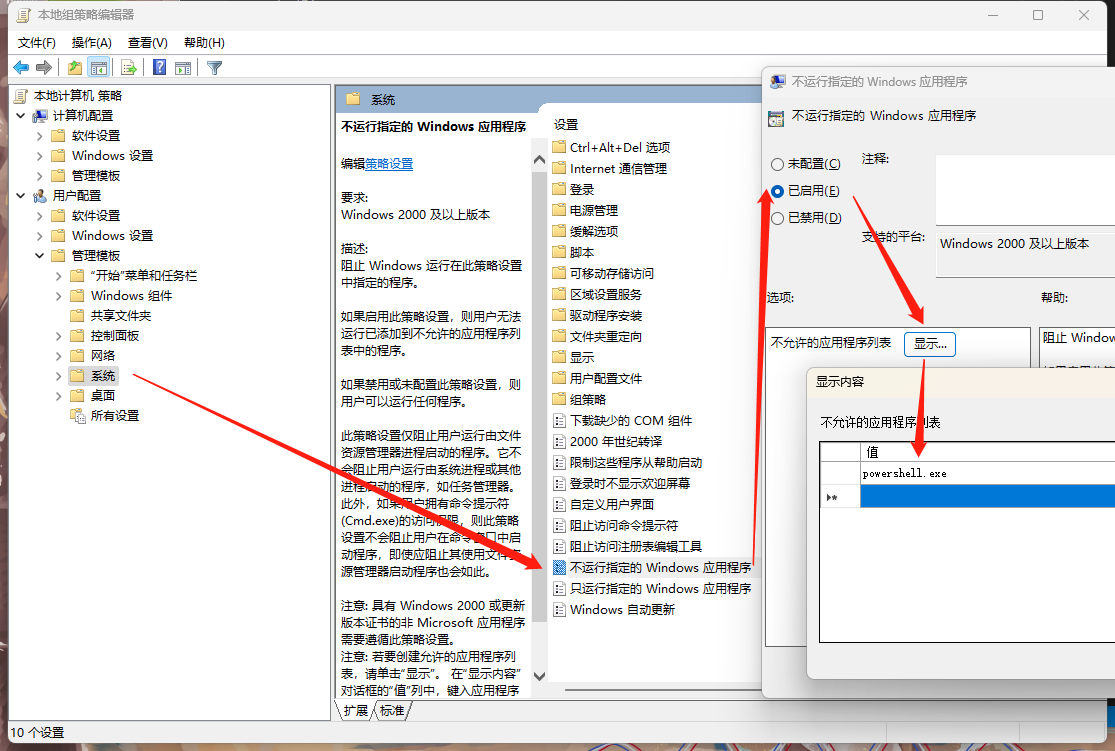 本地组策略编辑器
文件(F) 操作(A) 查看(V) 帮助(H)
本地计算机 策略
计算机配置
软件设置
Windows 设置
管理模板
用户配置
软件设置
Windows 设置
管理模板
"开始"菜单和任务栏
Windows 组件
共享文件夹
控制面板
网络
系统
桌面
所有设置
系统
不运行指定的 Windows 应用程序
编辑策略设置
要求:
Windows 2000 及以上版本
描述:
阻止 Windows 运行在此策略设置
中指定的程序。
如果启用此策略设置，则用户无法
运行已添加到不允许的应用程序列
表中的程序。
如果禁用或未配置此策略设置，则
用户可以运行任何程序。
此策略设置仅阻止用户运行由文件
资源管理器进程启动的程序。它不
会阻止用户运行由系统进程或其他
进程启动的程序，如任务管理器。
此外，如果用户拥有命令提示符
(Cmd.exe)的访问权限，则此策略
设置不会阻止用户在命令窗口中启
动程序，即使应阻止其使用文件资
源管理器启动程序也会如此。
注意: 具有 Windows 2000 或更新
版本证书的非 Microsoft 应用程序
需要遵循此策略设置。
注意: 若要创建允许的应用程序列
表，请单击"显示"。 在"显示内容"
对话框的"值"列中，键入应用程序
设置
Ctrl+Alt+Del 选项
Internet 通信管理
登录
电源管理
缓解选项
脚本
可移动存储访问
区域设置服务
驱动程序安装
文件夹重定向
显示
用户配置文件
组策略
下载缺少的 COM 组件
2000 年世纪转译
限制这些程序从帮助启动
登录时不显示欢迎屏幕
自定义用户界面
阻止访问命令提示符
阻止访问注册表编辑工具
不运行指定的 Windows 应用程序
只运行指定的 Windows 应用程序
Windows 自动更新
扩展 标准
10 个设置
不运行指定的 Windows 应用程序
不运行指定的 Windows 应用程序
未配置(C)
已启用(E)
已禁用(D)
注释:
支持的平台:
Windows 2000 及以上版本
选项:
帮助:
不允许的应用程序列表 显示...
阻止 Window
显示内容
不允许的应用程序列表
值
powershell.exe